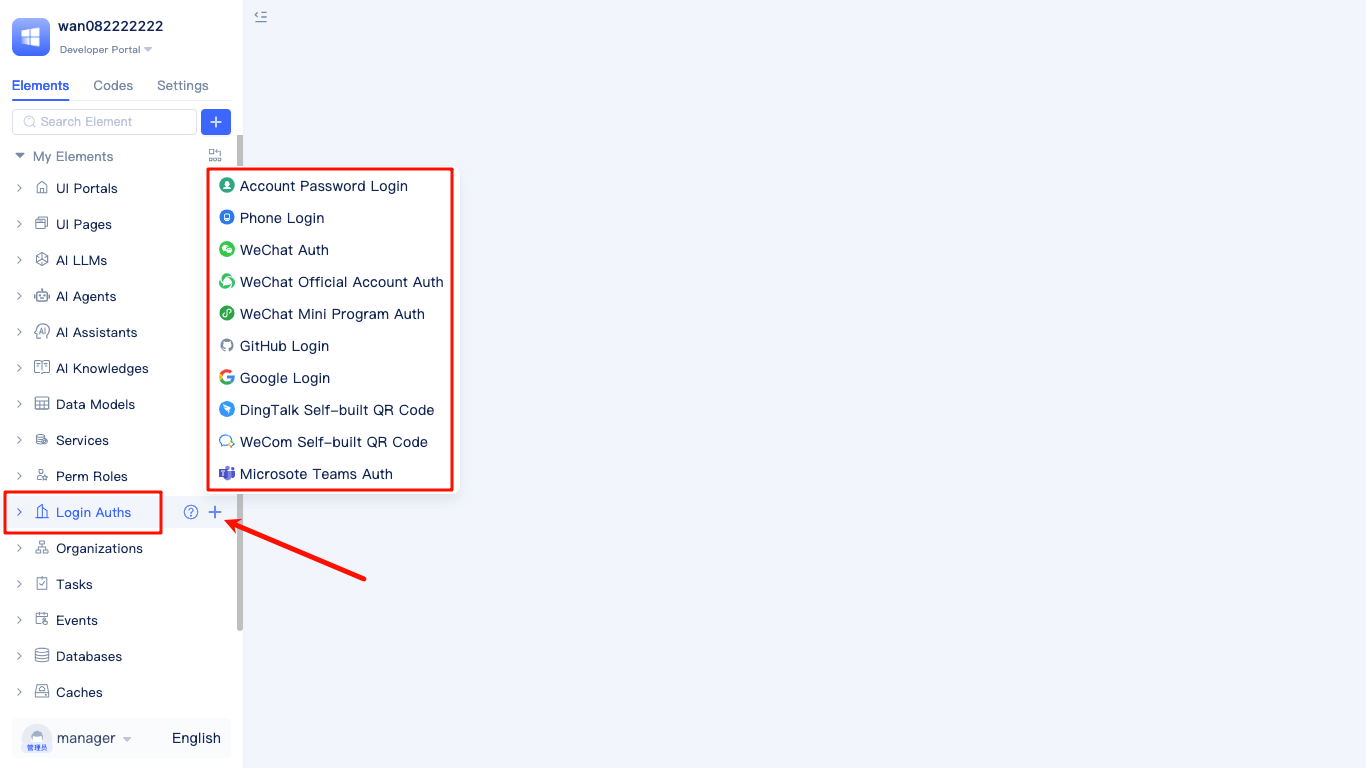 wan082222222
Developer Portal
Elements Codes Settings
Search Element
My Elements
UI Portals
UI Pages
AI LLMs
AI Agents
AI Assistants
AI Knowledges
Data Models
Services
Perm Roles
Login Auths
Organizations
Tasks
Events
Databases
Caches
Account Password Login
Phone Login
WeChat Auth
WeChat Official Account Auth
WeChat Mini Program Auth
GitHub Login
Google Login
DingTalk Self-built QR Code
WeCom Self-built QR Code
Microsote Teams Auth
管理员
manager English